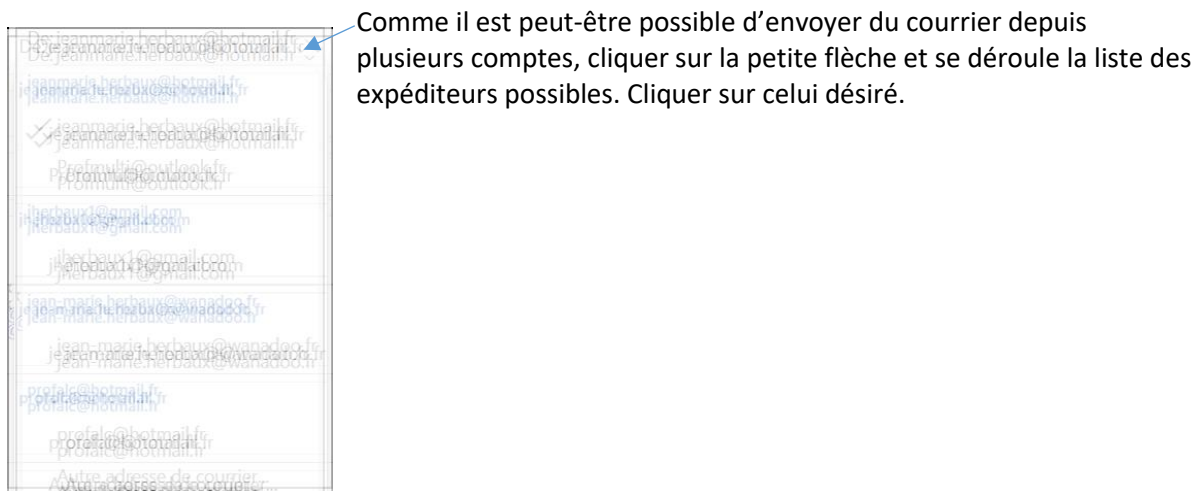 Comme il est peut-être possible d’envoyer du courrier depuis
plusieurs comptes, cliquer sur la petite flèche et se déroule la liste des
expéditeurs possibles. Cliquer sur celui désiré.
De: jeanmarie.herbaux@hotmail.fr
jeanmarie.herbaux@hotmail.fr
jeanmarie.herbaux@hotmail.fr
Profmulti@outlook.fr
jherbaux1@gmail.com
jherbaux1@gmail.com
jean-marie.herbaux@wanadoo.fr
jean-marie.herbaux@wanadoo.fr
profalc@hotmail.fr
profalc@hotmail.fr
Autre adresse de courrier...